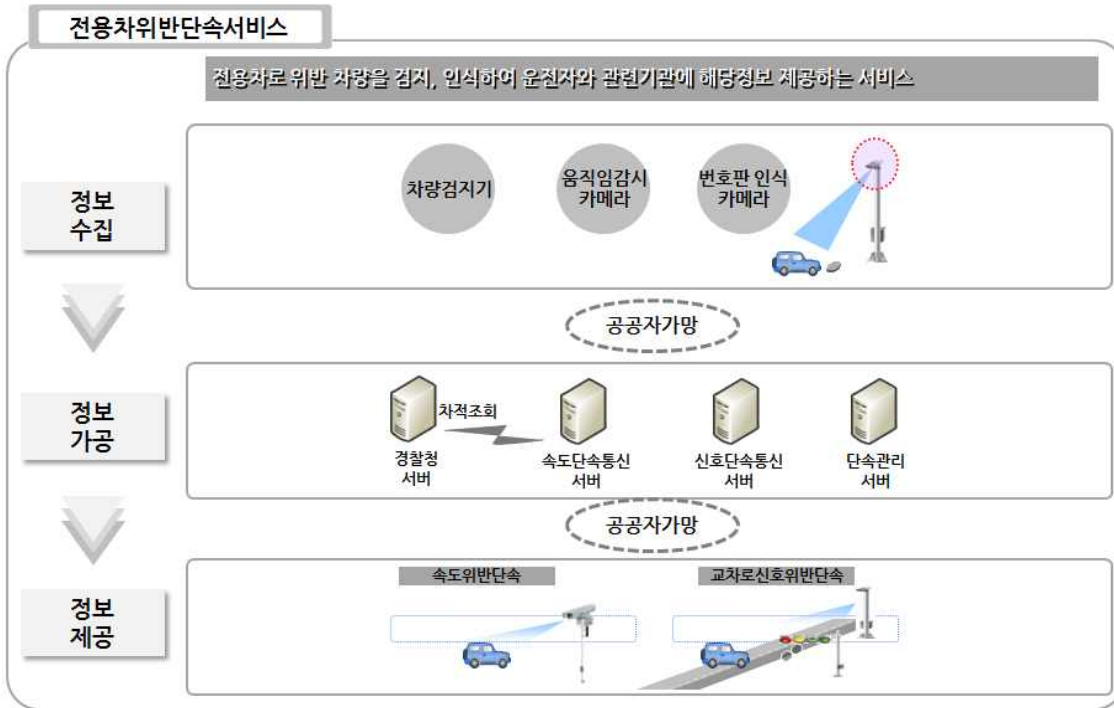 전용차위반단속서비스
전용차로 위반 차량을 검지, 인식하여 운전자와 관련기관에 해당정보 제공하는 서비스
정보
수집
차량검지기
움직임감시
카메라
번호판 인식
카메라
공공자가망
정보
가공
차적조회
경찰청
서버
속도단속통신
서버
신호단속통신
서버
단속관리
서버
공공자가망
정보
제공
속도위반단속
교차로신호위반단속